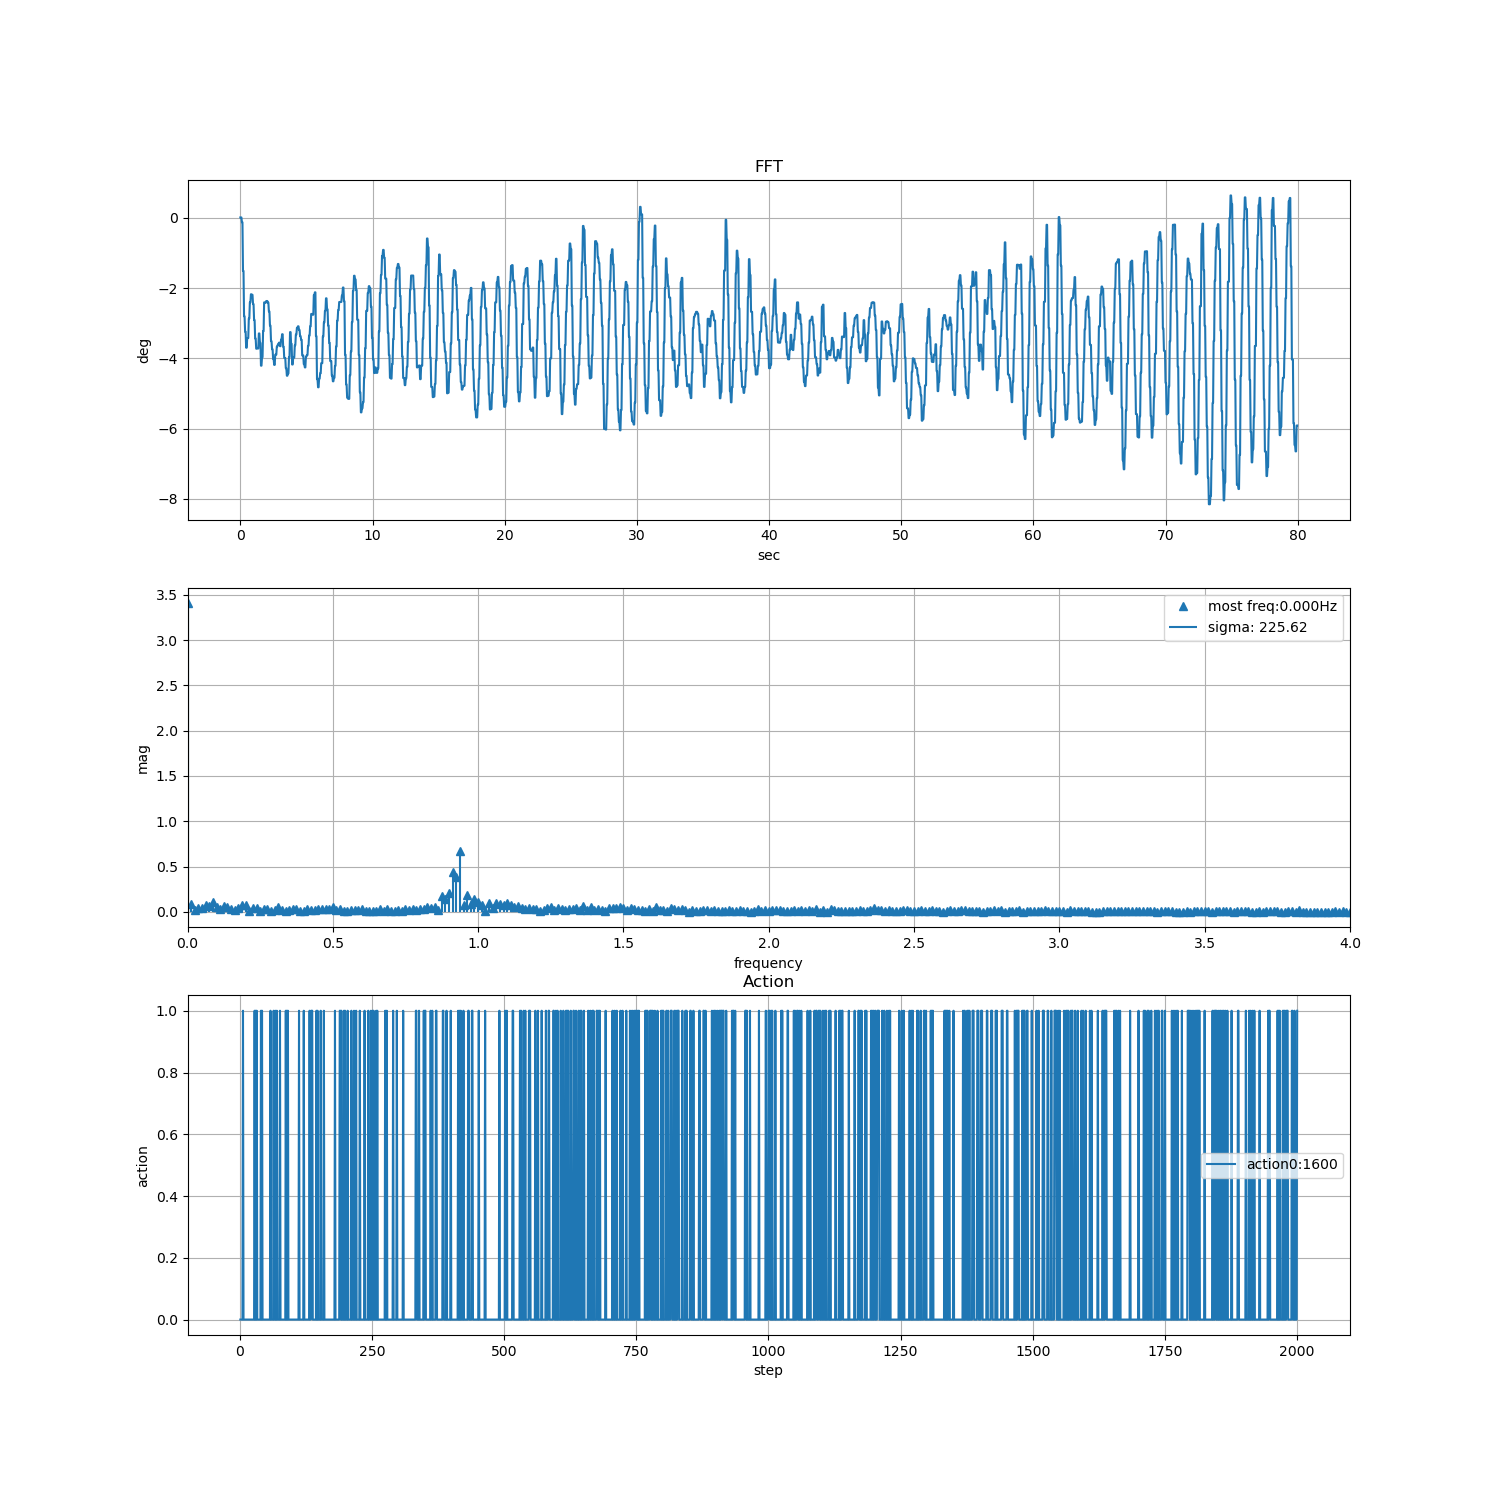 FFT
0
−2
−4
−6
−8
deg
0 10 20 30 40 50 60 70 80
sec
3.5
3.0
2.5
2.0
1.5
1.0
0.5
0.0
mag
most freq:0.000Hz
sigma: 225.62
0.0 0.5 1.0 1.5 2.0 2.5 3.0 3.5 4.0
frequency
Action
1.0
0.8
0.6
0.4
0.2
0.0
action
action0:1600
0 250 500 750 1000 1250 1500 1750 2000
step